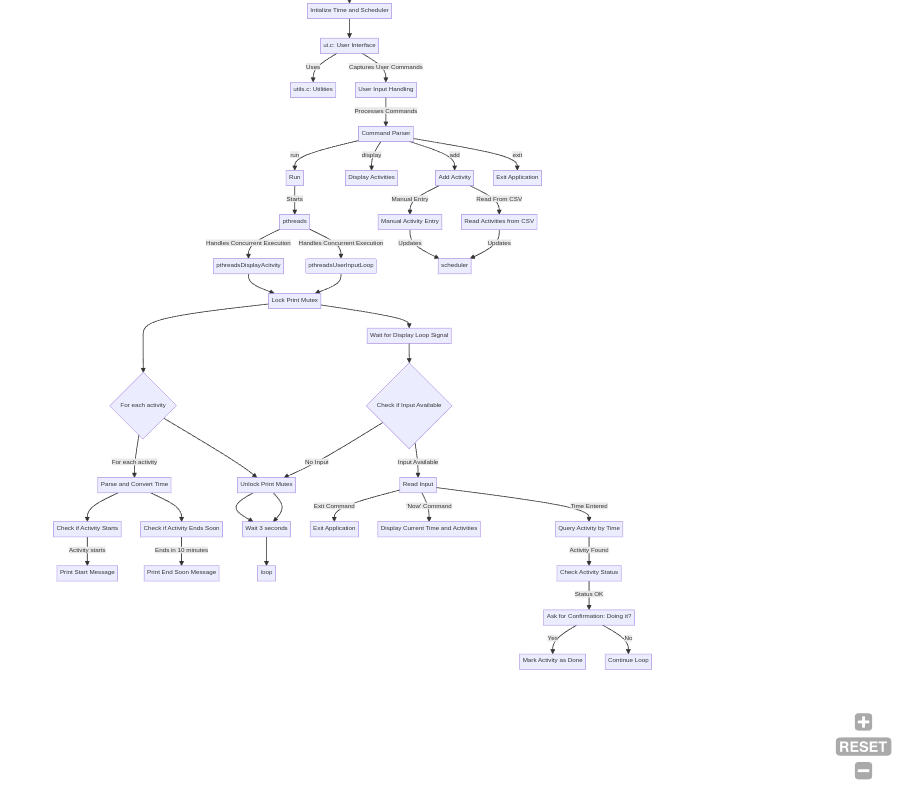 Intialize Time and Scheduler
ui.c: User Interface
Uses
Captures User Commands
utils.c: Utilities
User Input Handling
Processes Commands
Command Parser
run
display
add
exit
Run
Display Activities
Add Activity
Exit Application
Starts
Manual Entry
Read From CSV
pthreads
Manual Activity Entry
Read Activities from CSV
Handles Concurrent Execution
Handles Concurrent Execution
Updates
Updates
pthreadsDisplayAcitvity
pthreadsUserInputLoop
scheduler
Lock Print Mutex
Wait for Display Loop Signal
For each activity
Check if Input Available
For each activity
No Input
Input Available
Parse and Convert Time
Unlock Print Mutex
Read Input
Exit Command
'Now' Command
Time Entered
Check if Activity Starts
Check if Activity Ends Soon
Wait 3 seconds
Exit Application
Display Current Time and Activities
Query Activity by Time
Activity starts
Ends in 10 minutes
Activity Found
Print Start Message
Print End Soon Message
loop
Check Activity Status
Status OK
Ask for Confirmation: Doing it?
Yes
No
Mark Activity as Done
Continue Loop
RESET